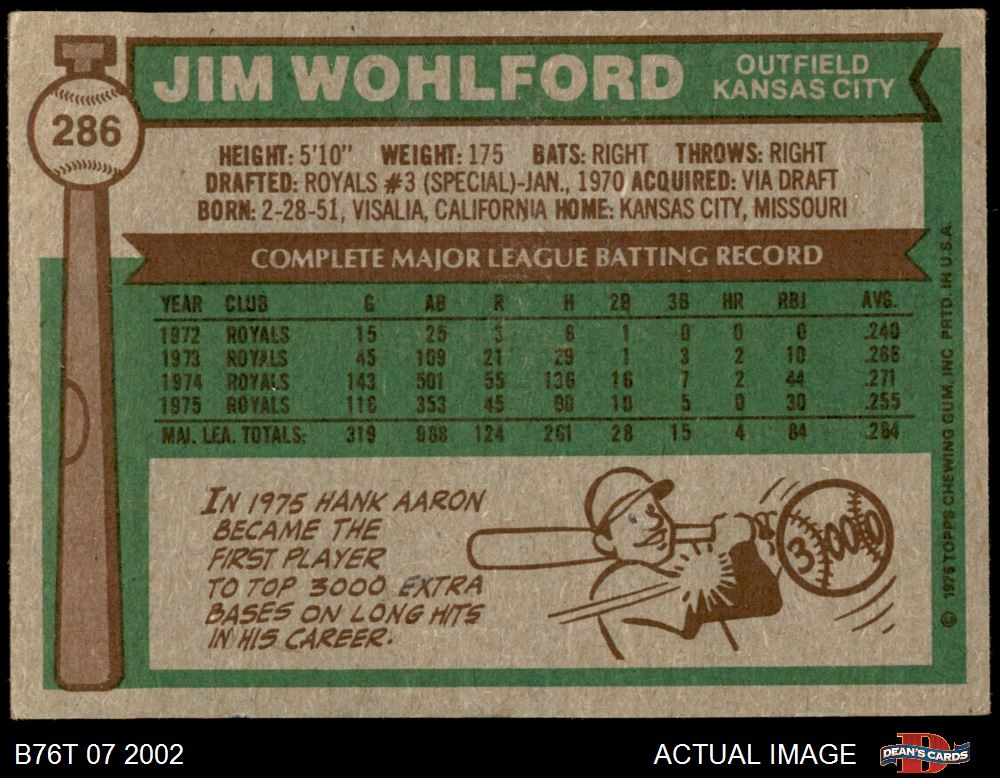 JIM WOHLFORD
OUTFIELD
KANSAS CITY
286
HEIGHT: 5'10" WEIGHT: 175 BATS: RIGHT THROWS: RIGHT
DRAFTED: ROYALS #3 (SPECIAL)-JAN., 1970 ACQUIRED: VIA DRAFT
BORN: 2-28-51, VISALIA, CALIFORNIA HOME: KANSAS CITY, MISSOURI
COMPLETE MAJOR LEAGUE BATTING RECORD
YEAR CLUB G AB R H 2B 3B HR RBI AVG.
1972 ROYALS 15 25 3 6 1 0 0 0 .240
1973 ROYALS 45 109 21 29 1 3 2 10 .266
1974 ROYALS 143 501 55 136 16 7 2 44 .271
1975 ROYALS 116 353 45 90 10 5 0 30 .255
MAJ. LEA. TOTALS: 319 988 124 261 28 15 4 84 .264
IN 1975 HANK AARON
BECAME THE
FIRST PLAYER
TO TOP 3000 EXTRA
BASES ON LONG HITS
IN HIS CAREER.
3000
© 1976 TOPPS CHEWING GUM, INC PRTD. IN U.S.A.
B76T 07 2002
ACTUAL IMAGE
DEAN'S CARDS